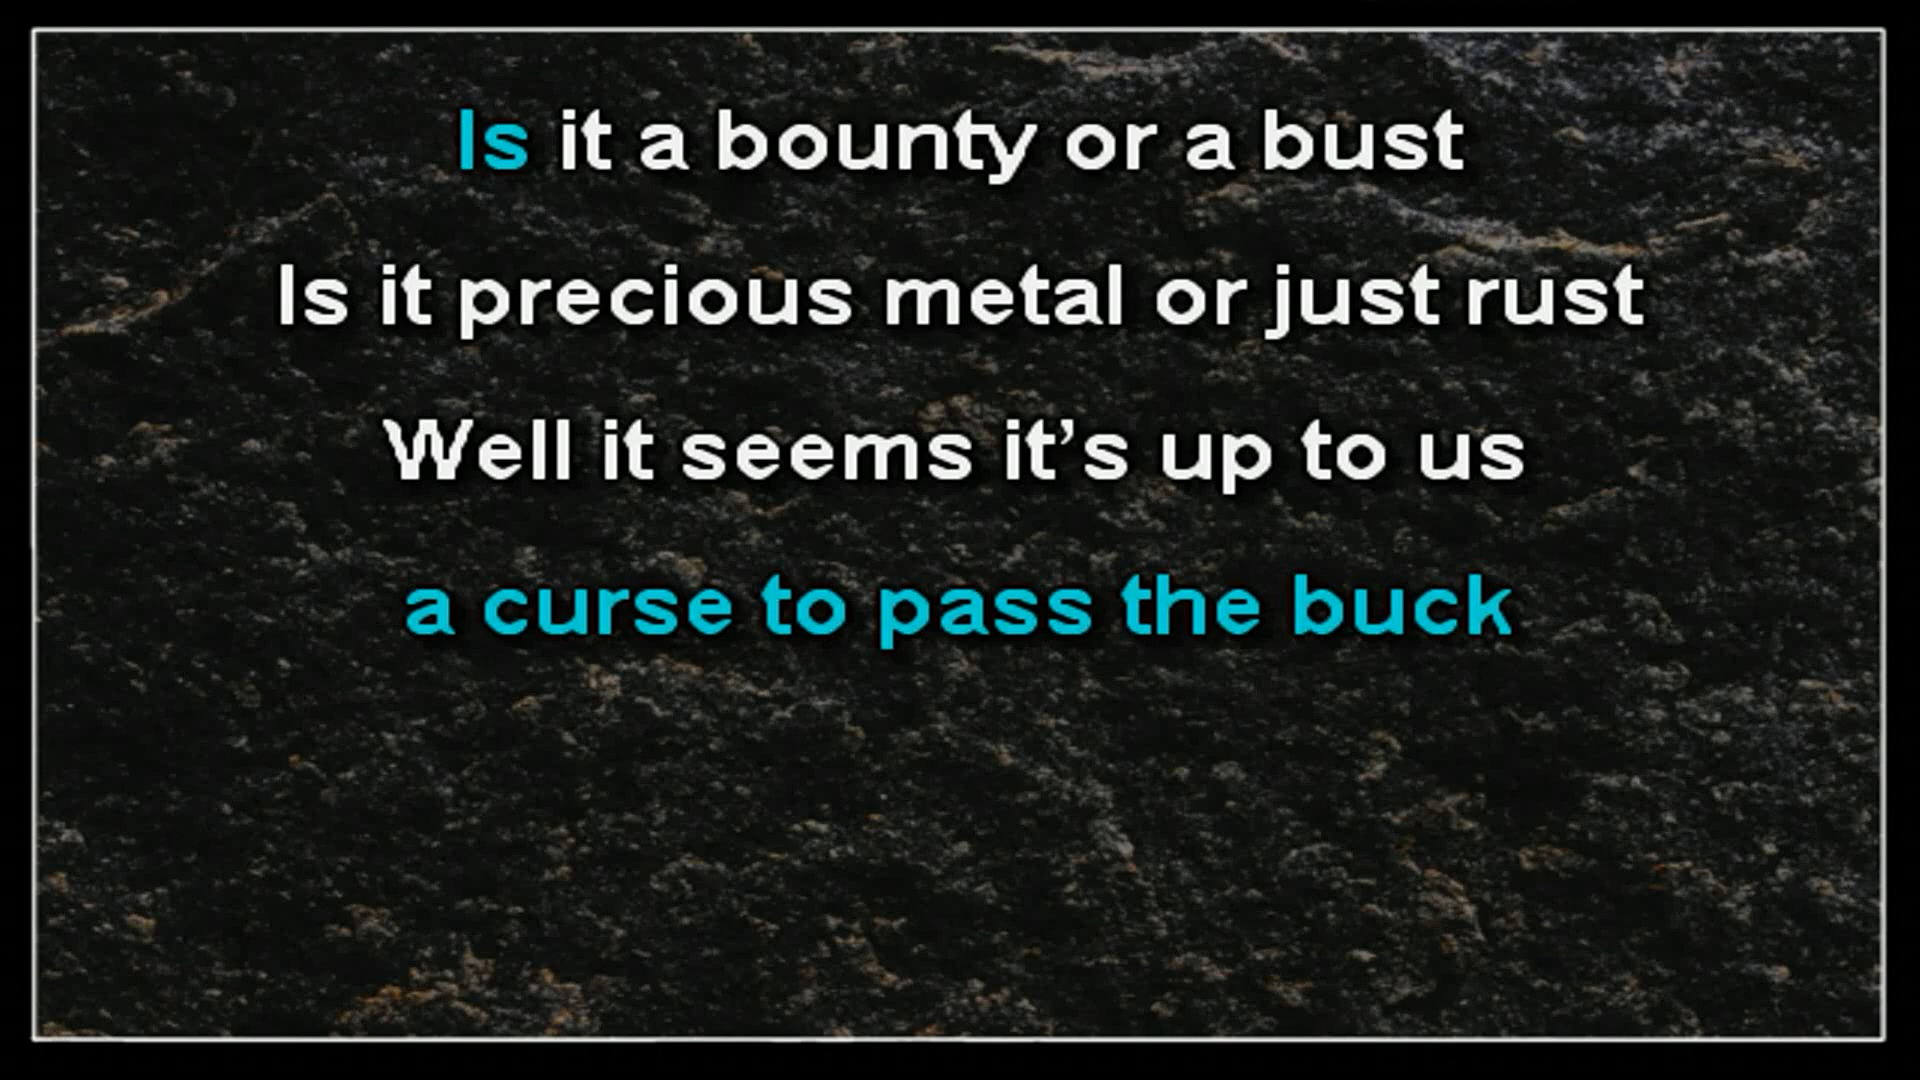 Is it a bounty or a bust
Is it precious metal or just rust
Well it seems it’s up to us
a curse to pass the buck